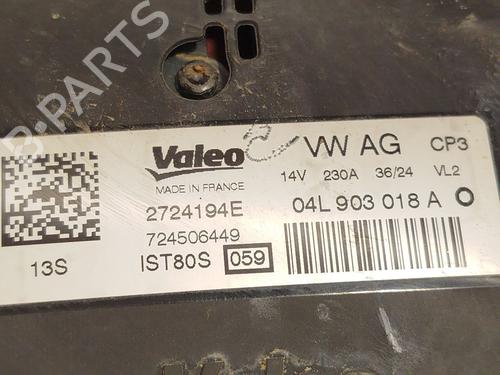 B-PARTS
Valeo
MADE IN FRANCE
2724194E
724506449
IST80S 059
13S
VW AG CP3
14V 230A 36/24 VL2
04L 903 018 A O